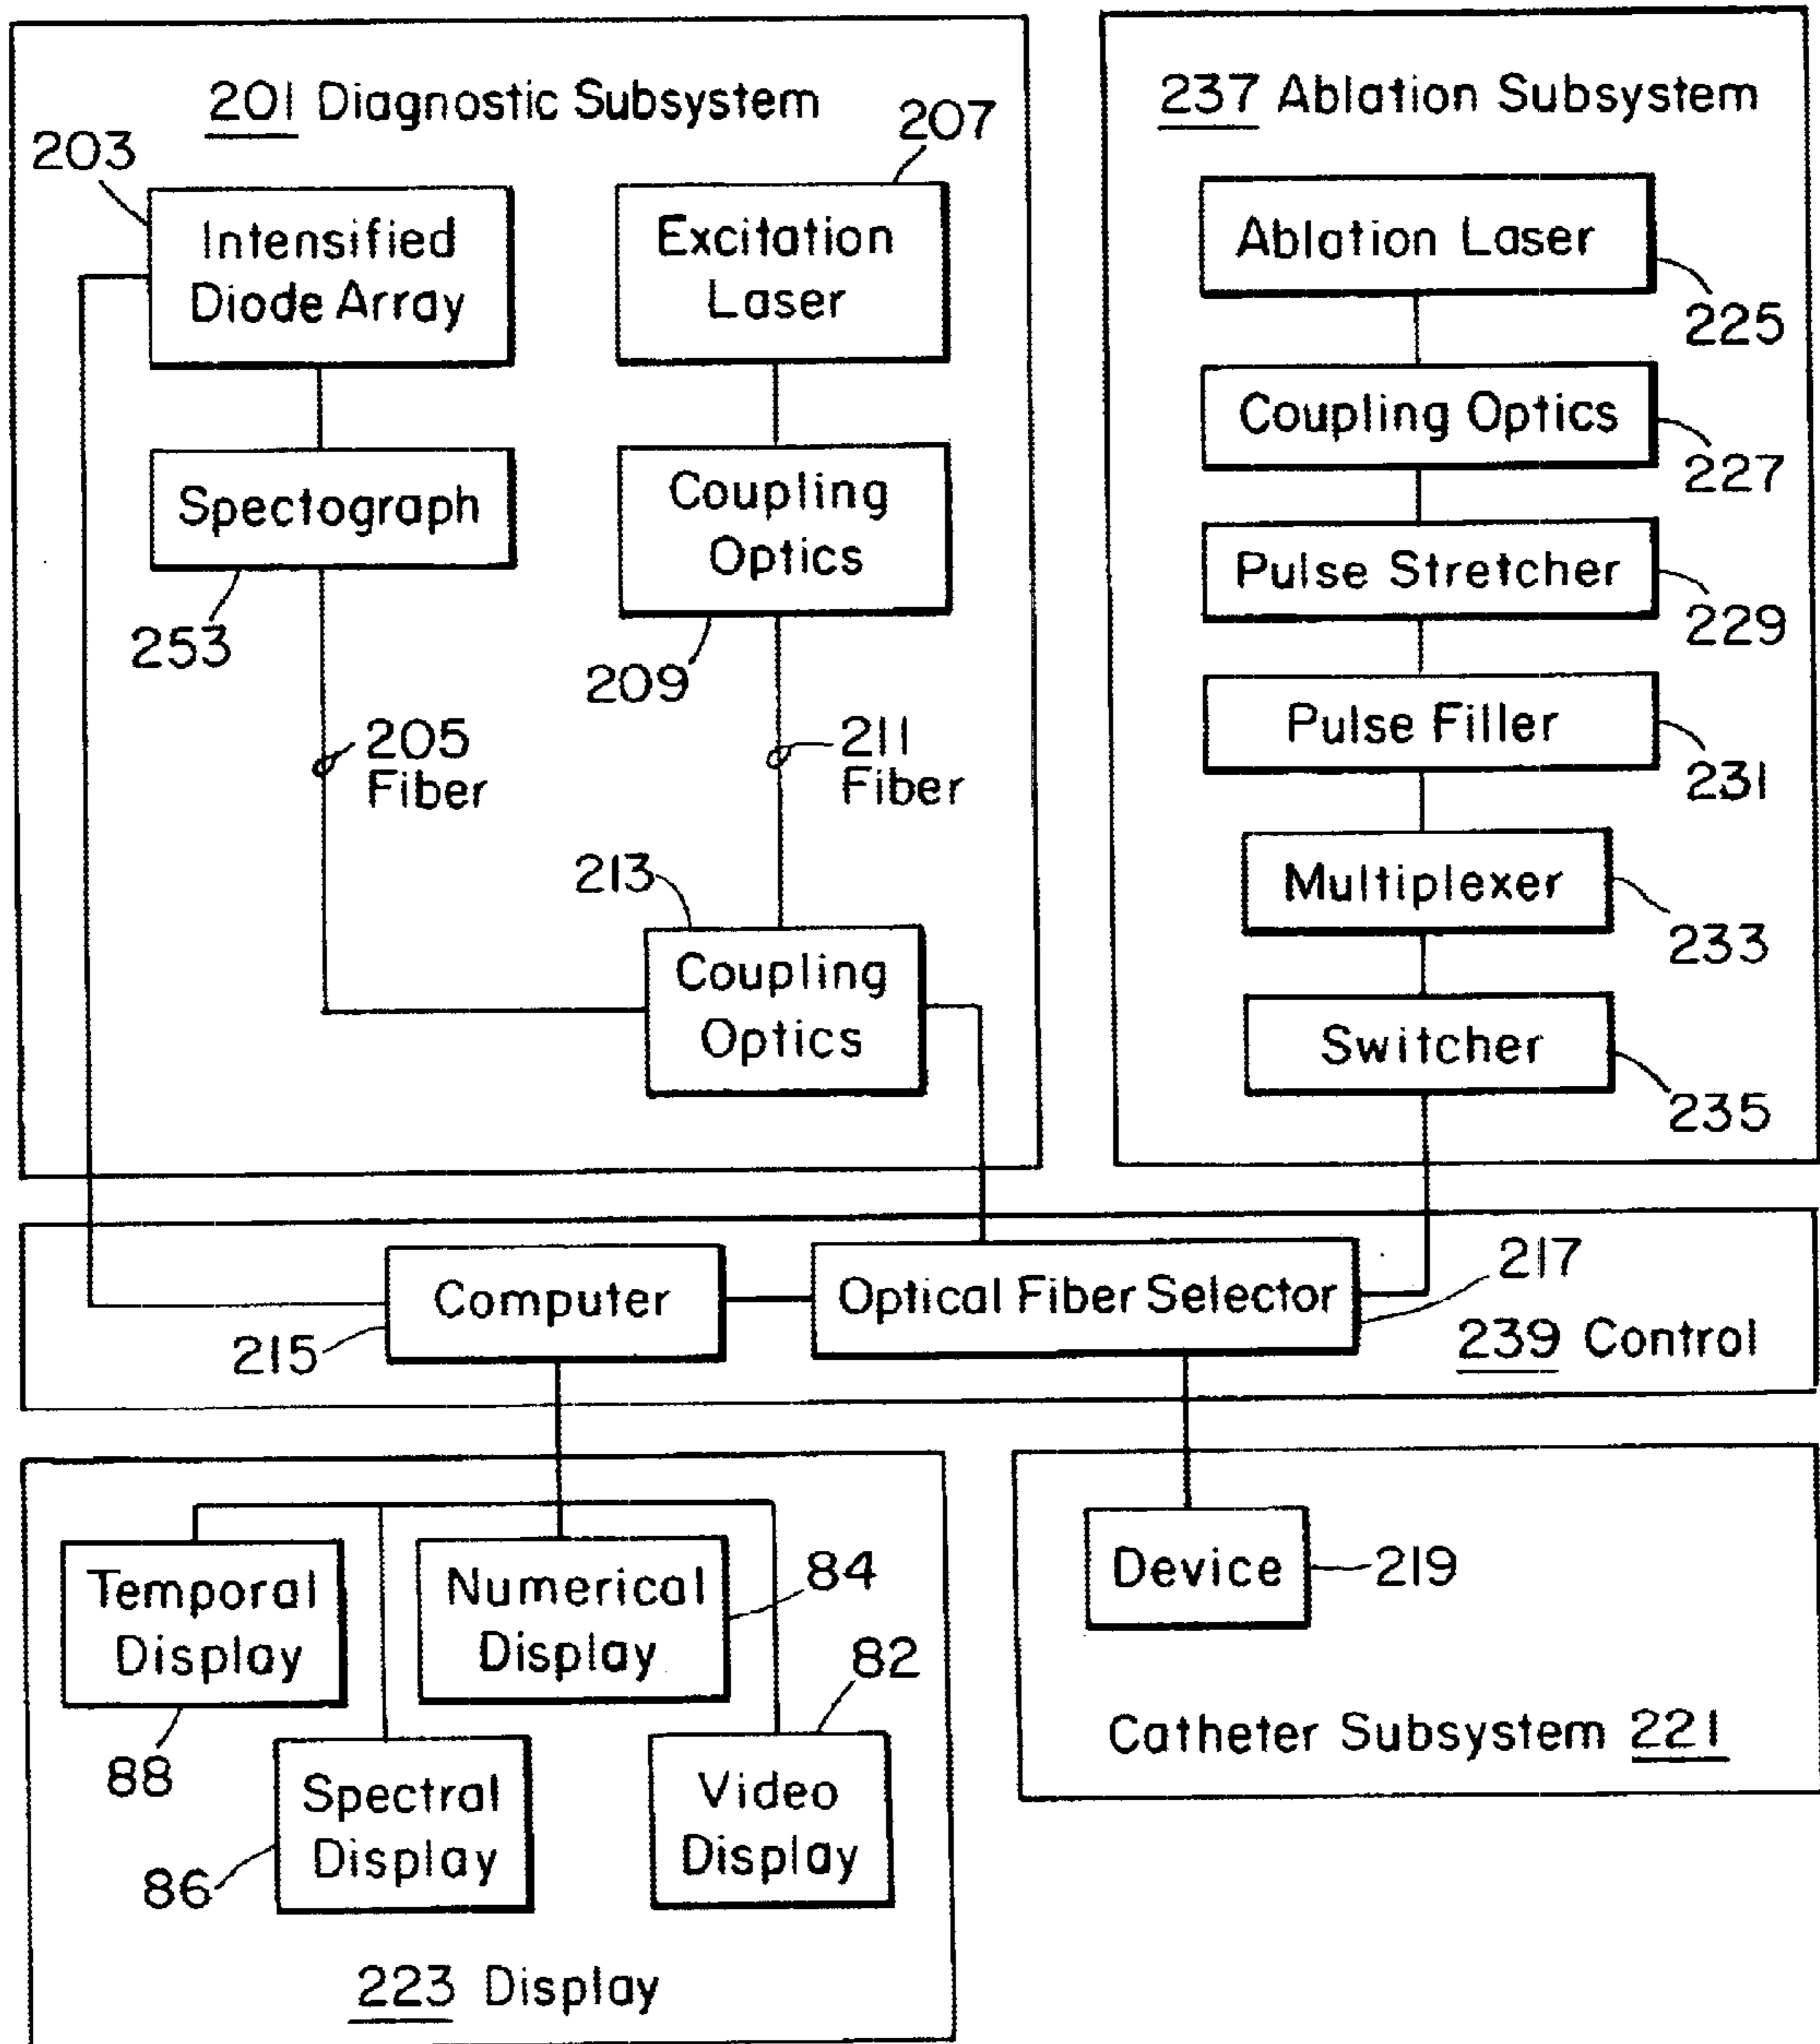 201 Diagnostic Subsystem
203
207
Intensified
Diode Array
Excitation
Laser
Spectograph
253
Coupling
Optics
209
205
Fiber
211
Fiber
213
Coupling
Optics
237 Ablation Subsystem
Ablation Laser
225
Coupling Optics
227
Pulse Stretcher
229
Pulse Filler
231
Multiplexer
233
Switcher
235
Computer
215
Optical Fiber Selector
217
239 Control
Temporal
Display
88
Numerical
Display
84
Spectral
Display
86
Video
Display
82
223 Display
Device
219
Catheter Subsystem 221